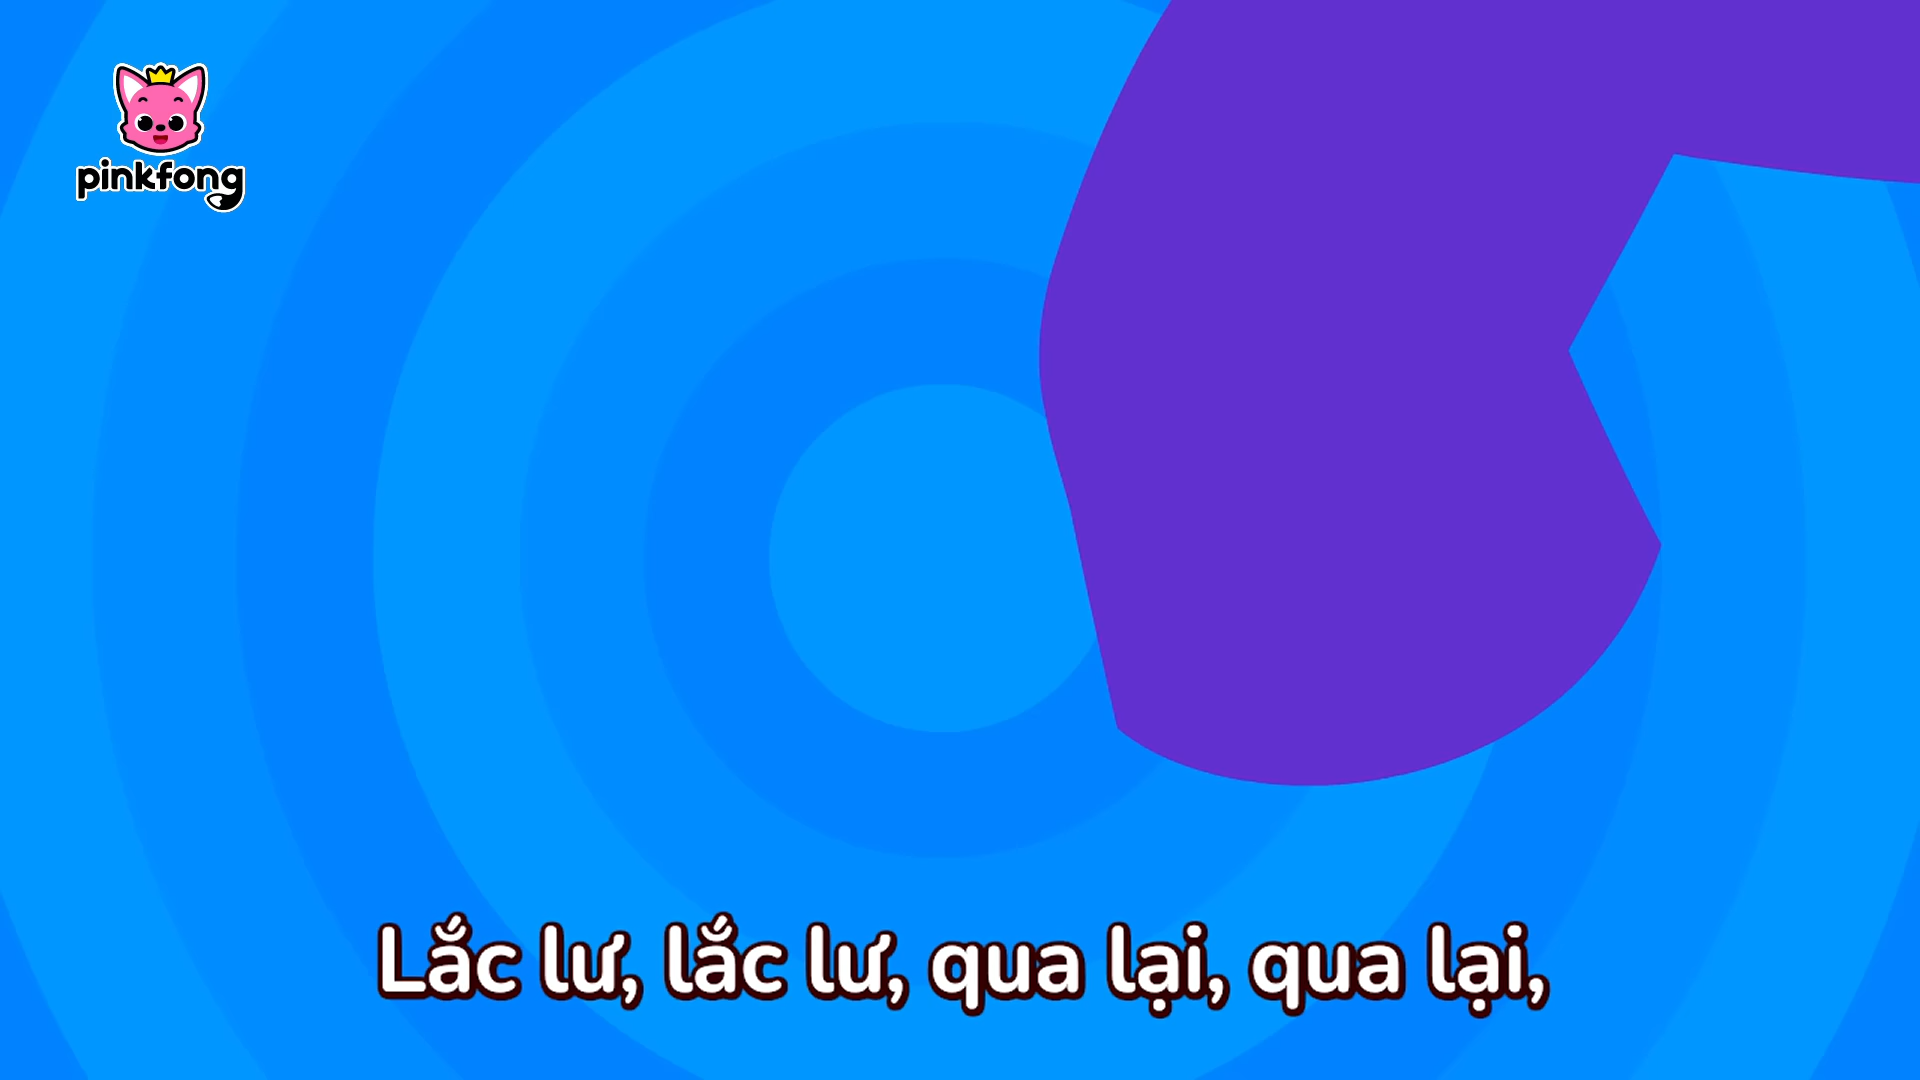 pinkfong
Lắc lư, lắc lư, qua lại, qua lại,